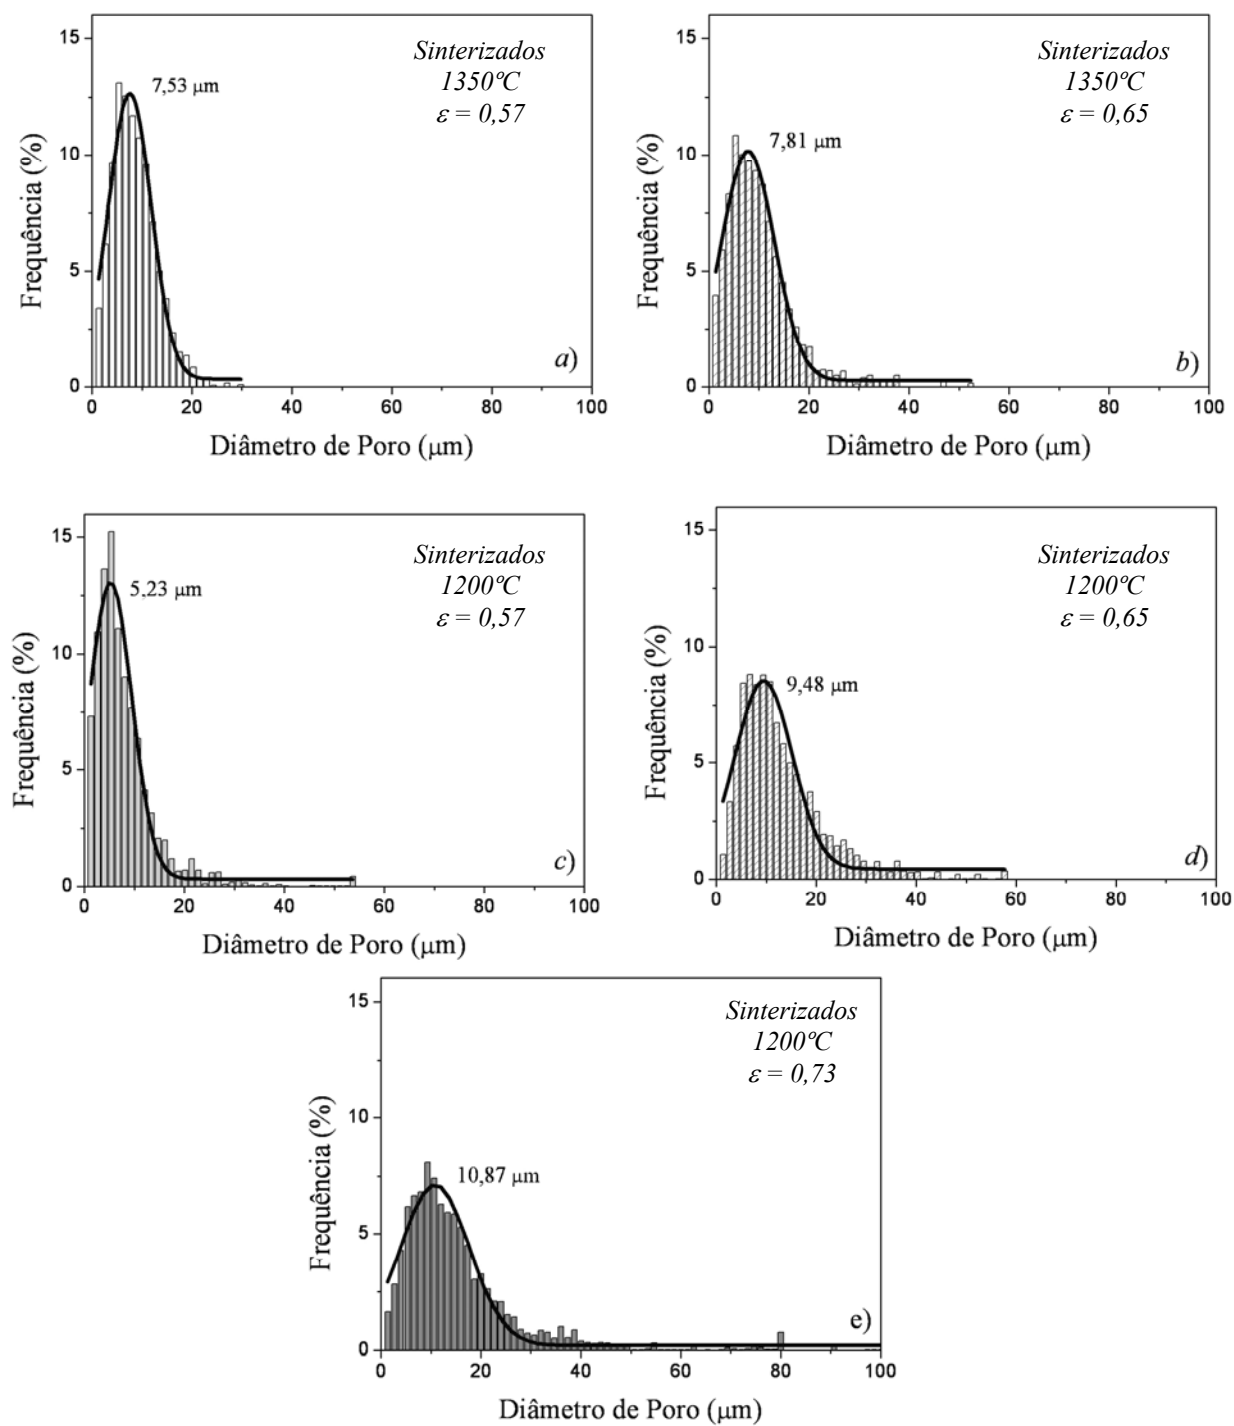 15
10
5
0
Frequência (%)
7,53 μm
Sinterizados
1350ºC
ε = 0,57
a)
0 20 40 60 80 100
Diâmetro de Poro (μm)
15
10
5
0
Frequência (%)
7,81 μm
Sinterizados
1350ºC
ε = 0,65
b)
0 20 40 60 80 100
Diâmetro de Poro (μm)
15
10
5
0
Frequência (%)
5,23 μm
Sinterizados
1200ºC
ε = 0,57
c)
0 20 40 60 80 100
Diâmetro de Poro (μm)
15
10
5
0
Frequência (%)
9,48 μm
Sinterizados
1200ºC
ε = 0,65
d)
0 20 40 60 80 100
Diâmetro de Poro (μm)
15
10
5
0
Frequência (%)
10,87 μm
Sinterizados
1200ºC
ε = 0,73
e)
0 20 40 60 80 100
Diâmetro de Poro (μm)